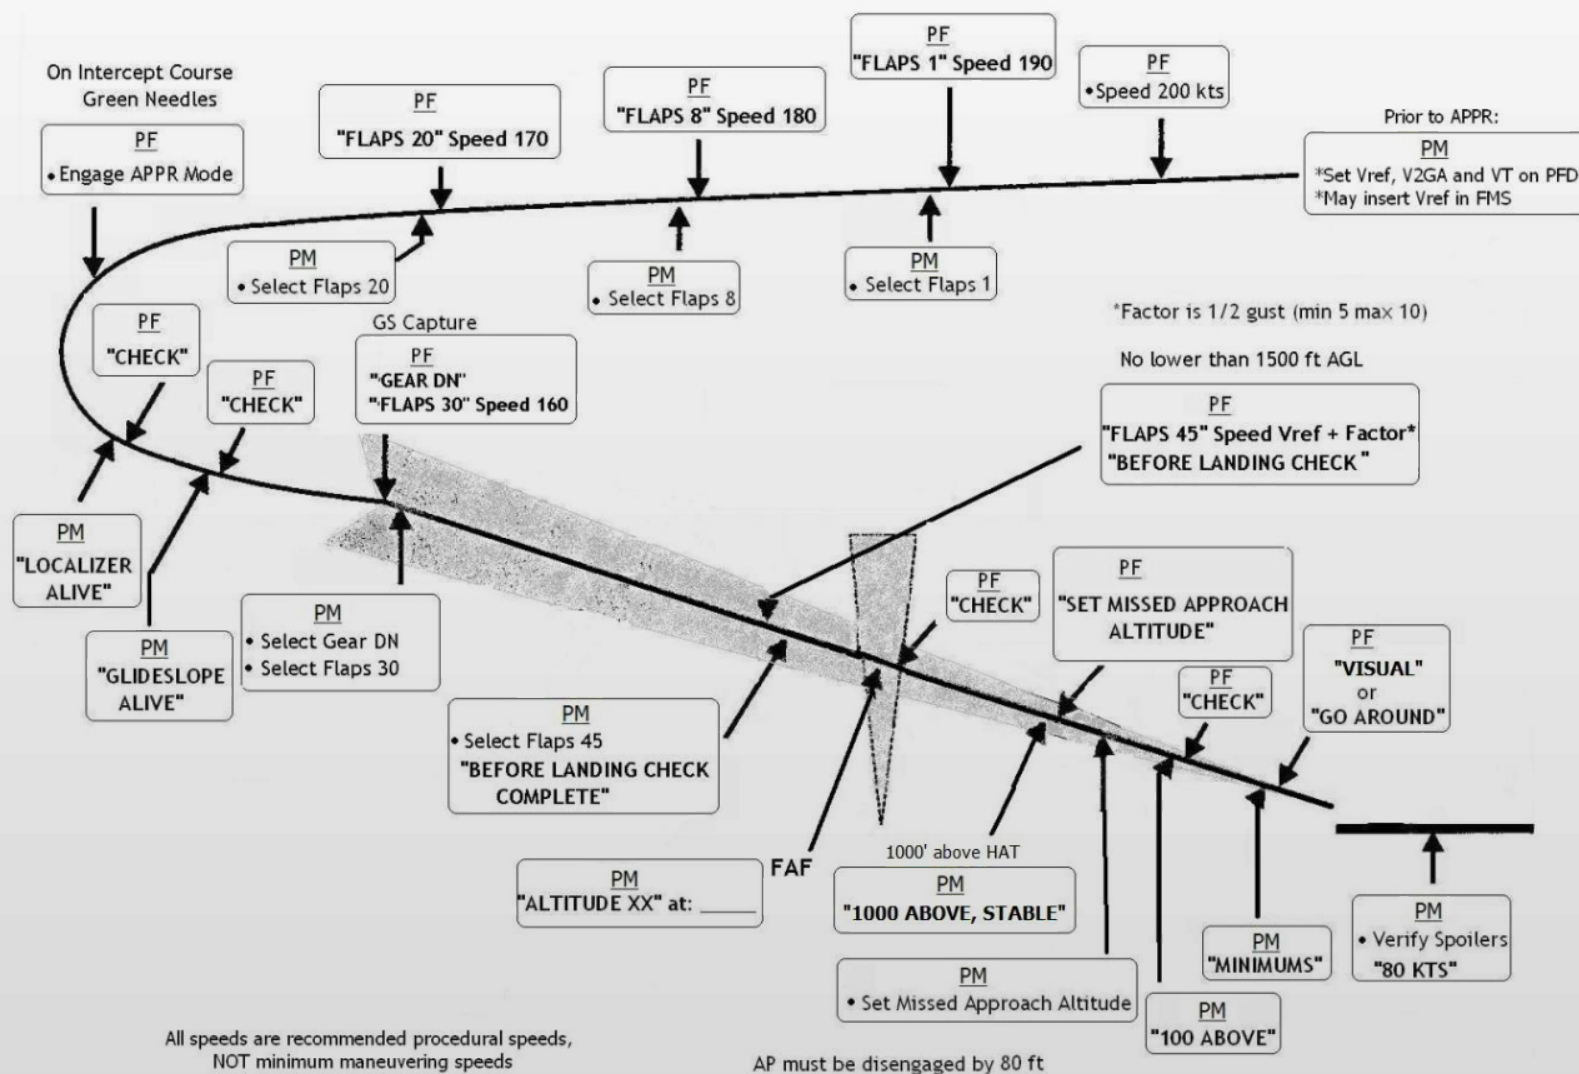 On Intercept Course
Green Needles
PF
• Engage APPR Mode
PF
"FLAPS 20" Speed 170
PF
"FLAPS 8" Speed 180
PF
"FLAPS 1" Speed 190
PF
•Speed 200 kts
Prior to APPR:
PM
*Set Vref, V2GA and VT on PFD
*May insert Vref in FMS
PM
• Select Flaps 20
PM
• Select Flaps 8
PM
• Select Flaps 1
PF
"CHECK"
PF
"CHECK"
GS Capture
PF
"GEAR DN"
"FLAPS 30" Speed 160
*Factor is 1/2 gust (min 5 max 10)
No lower than 1500 ft AGL
PF
"FLAPS 45" Speed Vref + Factor*
"BEFORE LANDING CHECK "
PM
"LOCALIZER
ALIVE"
PM
"GLIDESLOPE
ALIVE"
PM
• Select Gear DN
• Select Flaps 30
PM
• Select Flaps 45
"BEFORE LANDING CHECK
COMPLETE"
PF
"CHECK"
PF
"SET MISSED APPROACH
ALTITUDE"
PF
"CHECK"
PF
"VISUAL"
or
"GO AROUND"
PM
"ALTITUDE XX" at: ______
FAF
1000' above HAT
PM
"1000 ABOVE, STABLE"
PM
• Set Missed Approach Altitude
PM
"100 ABOVE"
PM
"MINIMUMS"
PM
• Verify Spoilers
"80 KTS"
All speeds are recommended procedural speeds,
NOT minimum maneuvering speeds
AP must be disengaged by 80 ft